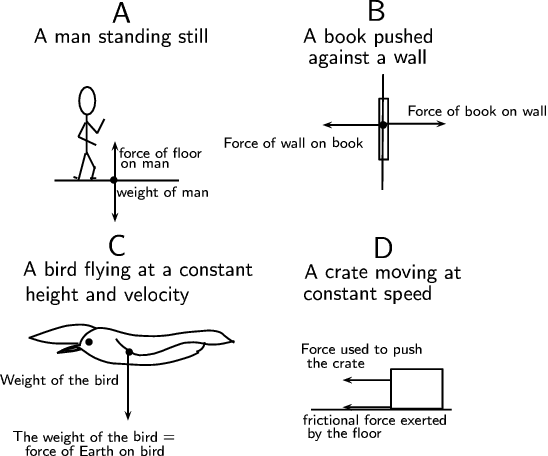 A
A man standing still
force of floor
on man
weight of man
B
A book pushed
against a wall
Force of book on wall
Force of wall on book
C
A bird flying at a constant
height and velocity
Weight of the bird
The weight of the bird =
force of Earth on bird
D
A crate moving at
constant speed
Force used to push
the crate
frictional force exerted
by the floor